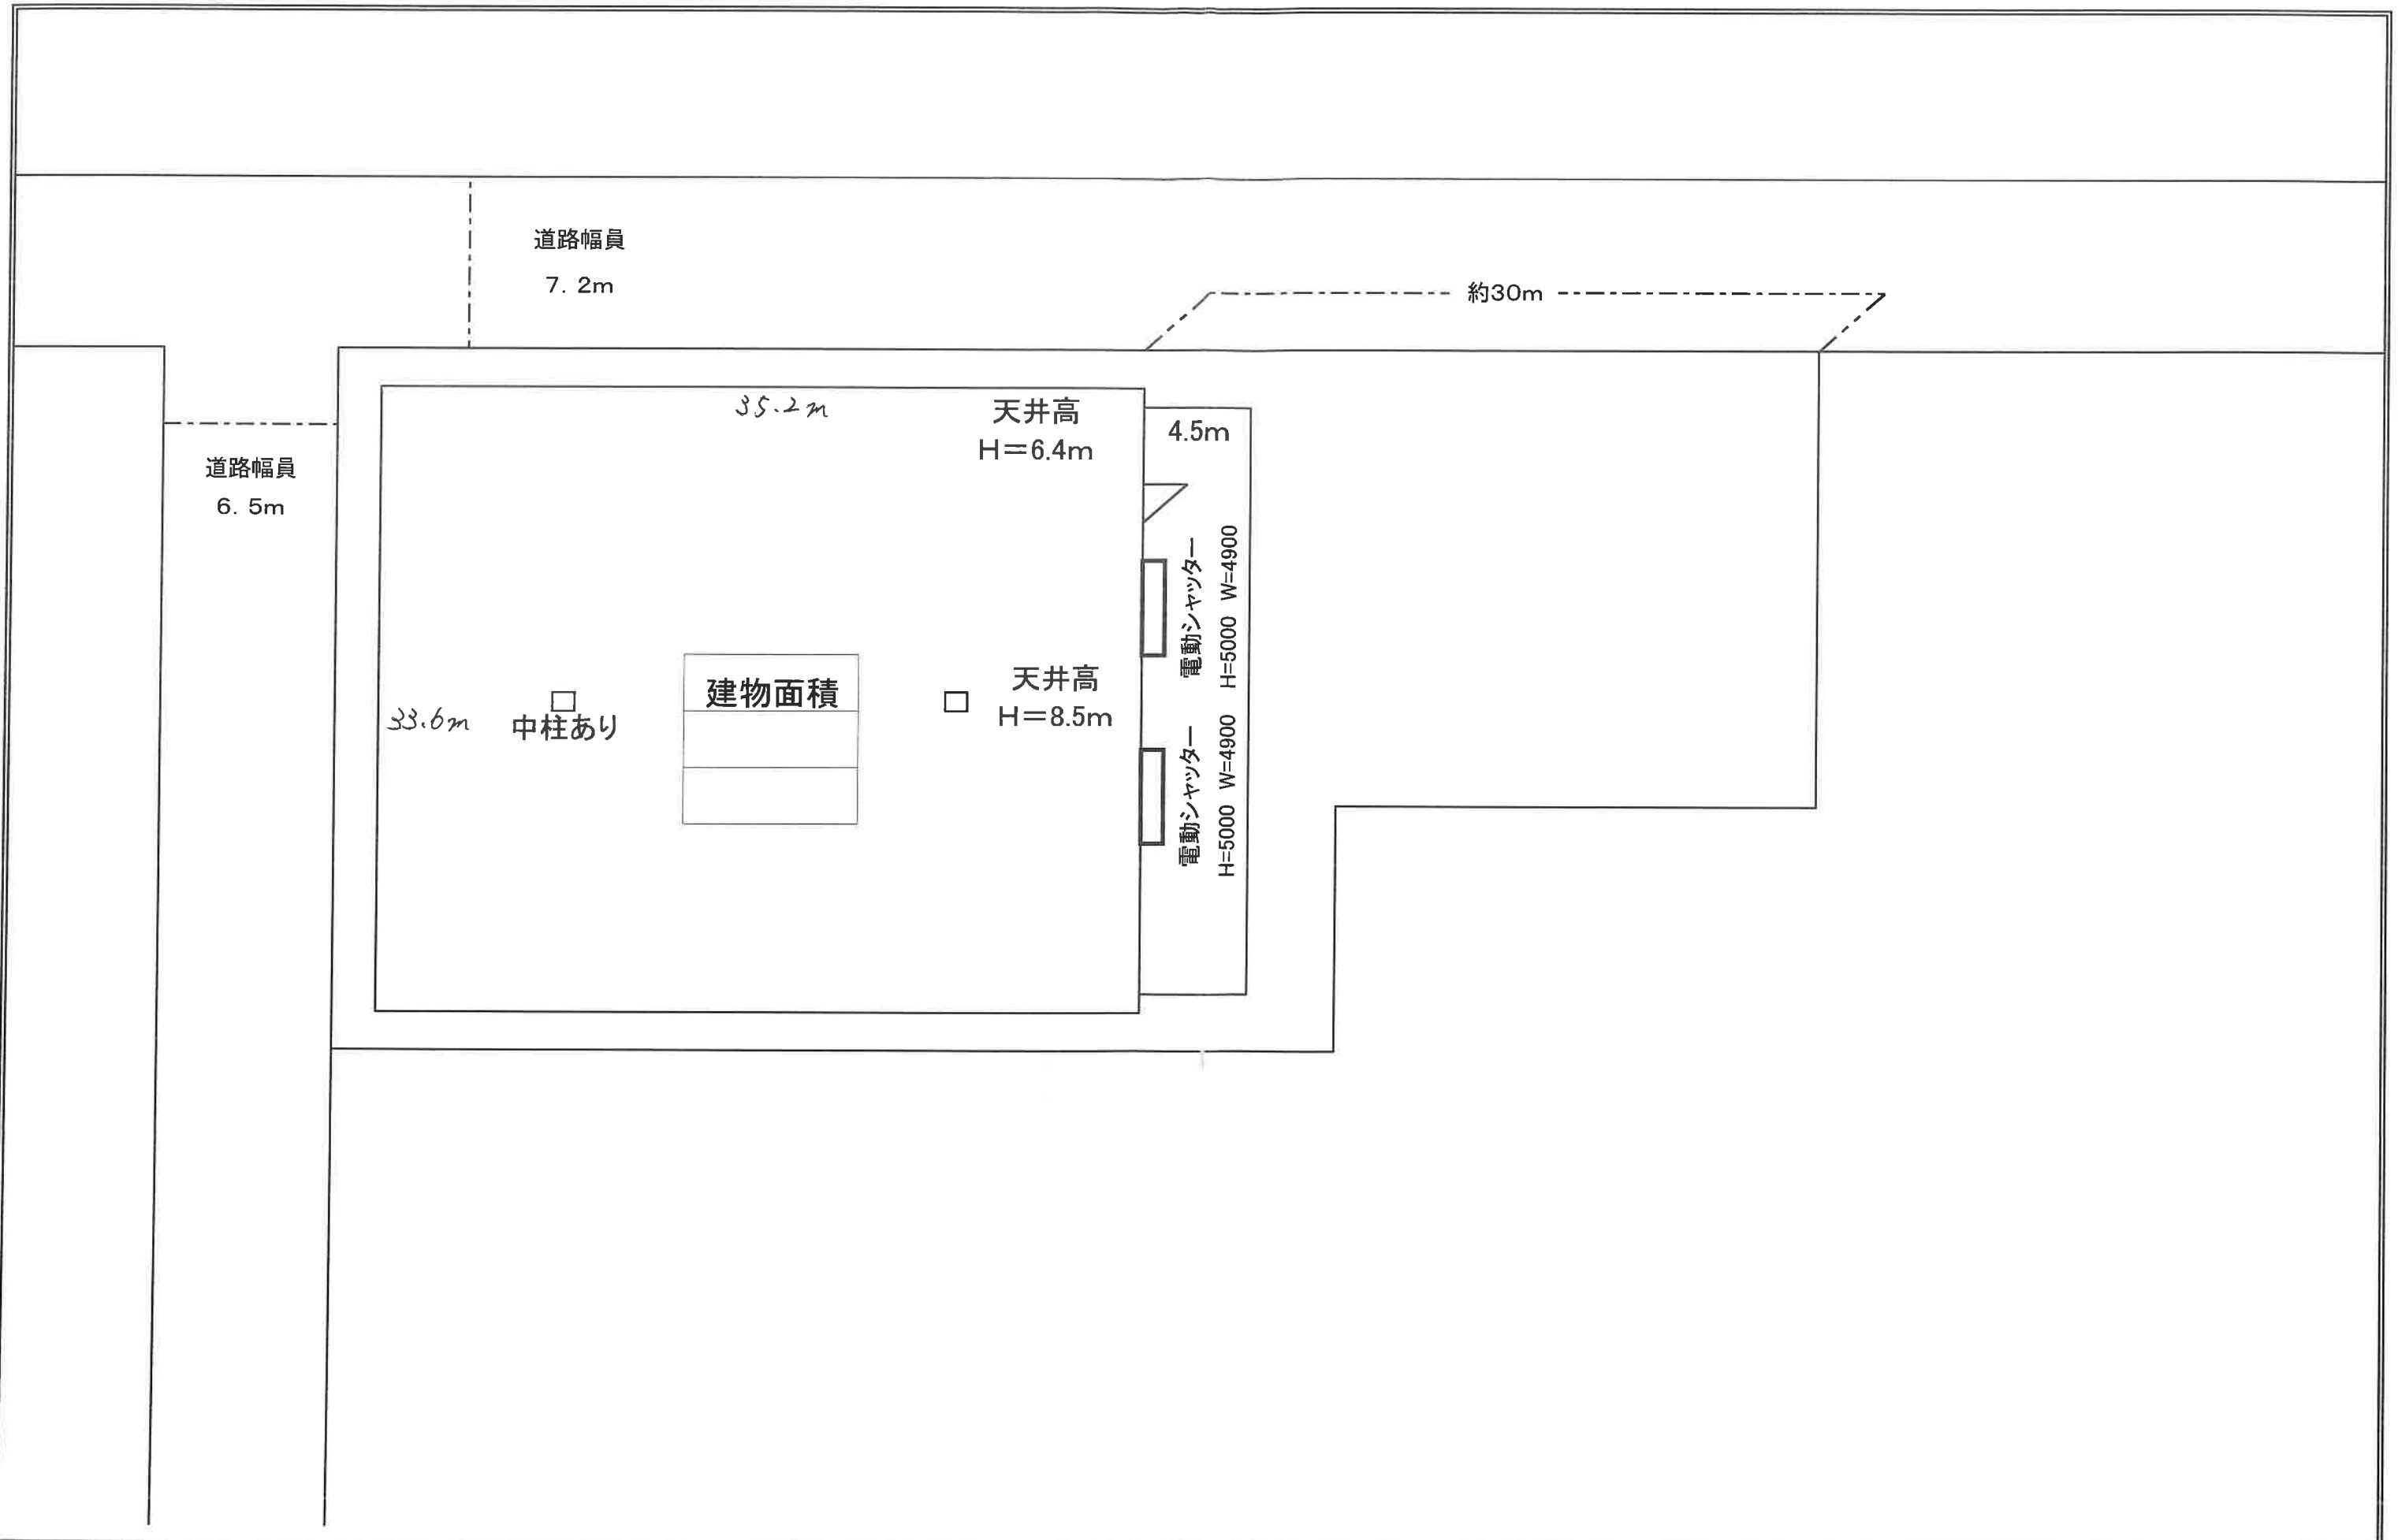 道路幅員
7. 2m
約30m
35.2m
天井高
H=6.4m
4.5m
道路幅員
6. 5m
電動シャッター
H=5000 W=4900
建物面積
天井高
H=8.5m
33.6m
中柱あり
電動シャッター
H=5000 W=4900